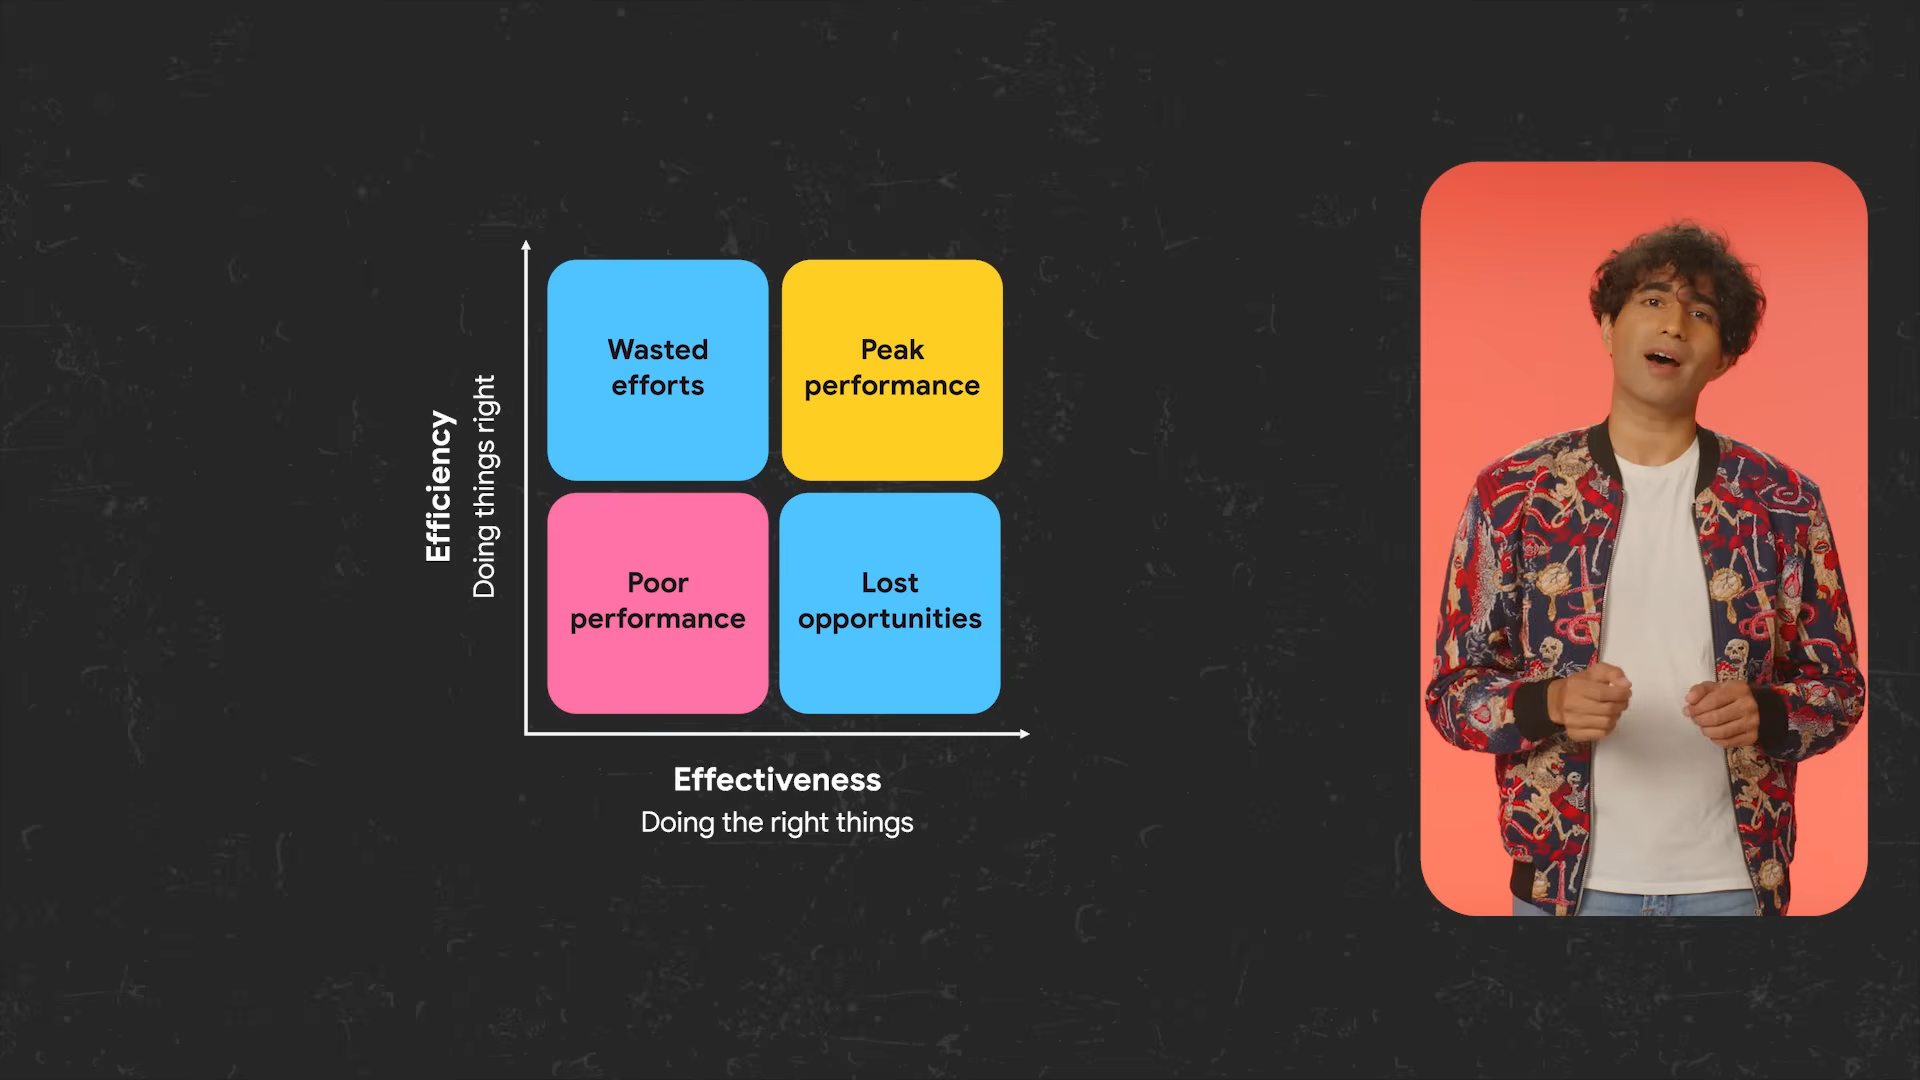 Wasted
efforts
Peak
performance
Poor
performance
Lost
opportunities
Efficiency
Doing things right
Effectiveness
Doing the right things